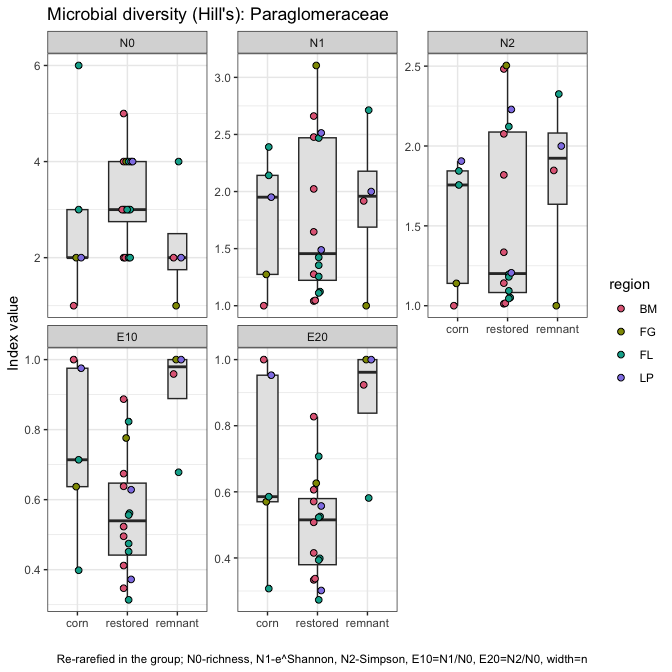 Microbial diversity (Hill's): Paraglomeraceae
N0
N1
N2
6
4
2
3.0
2.5
2.0
1.5
1.0
2.5
2.0
1.5
1.0
corn
restored
remnant
Index value
region
BM
FG
FL
LP
E10
E20
1.0
0.8
0.6
0.4
1.0
0.8
0.6
0.4
corn
restored
remnant
corn
restored
remnant
Re-rarefied in the group; N0-richness, N1-e^Shannon, N2-Simpson, E10=N1/N0, E20=N2/N0, width=n